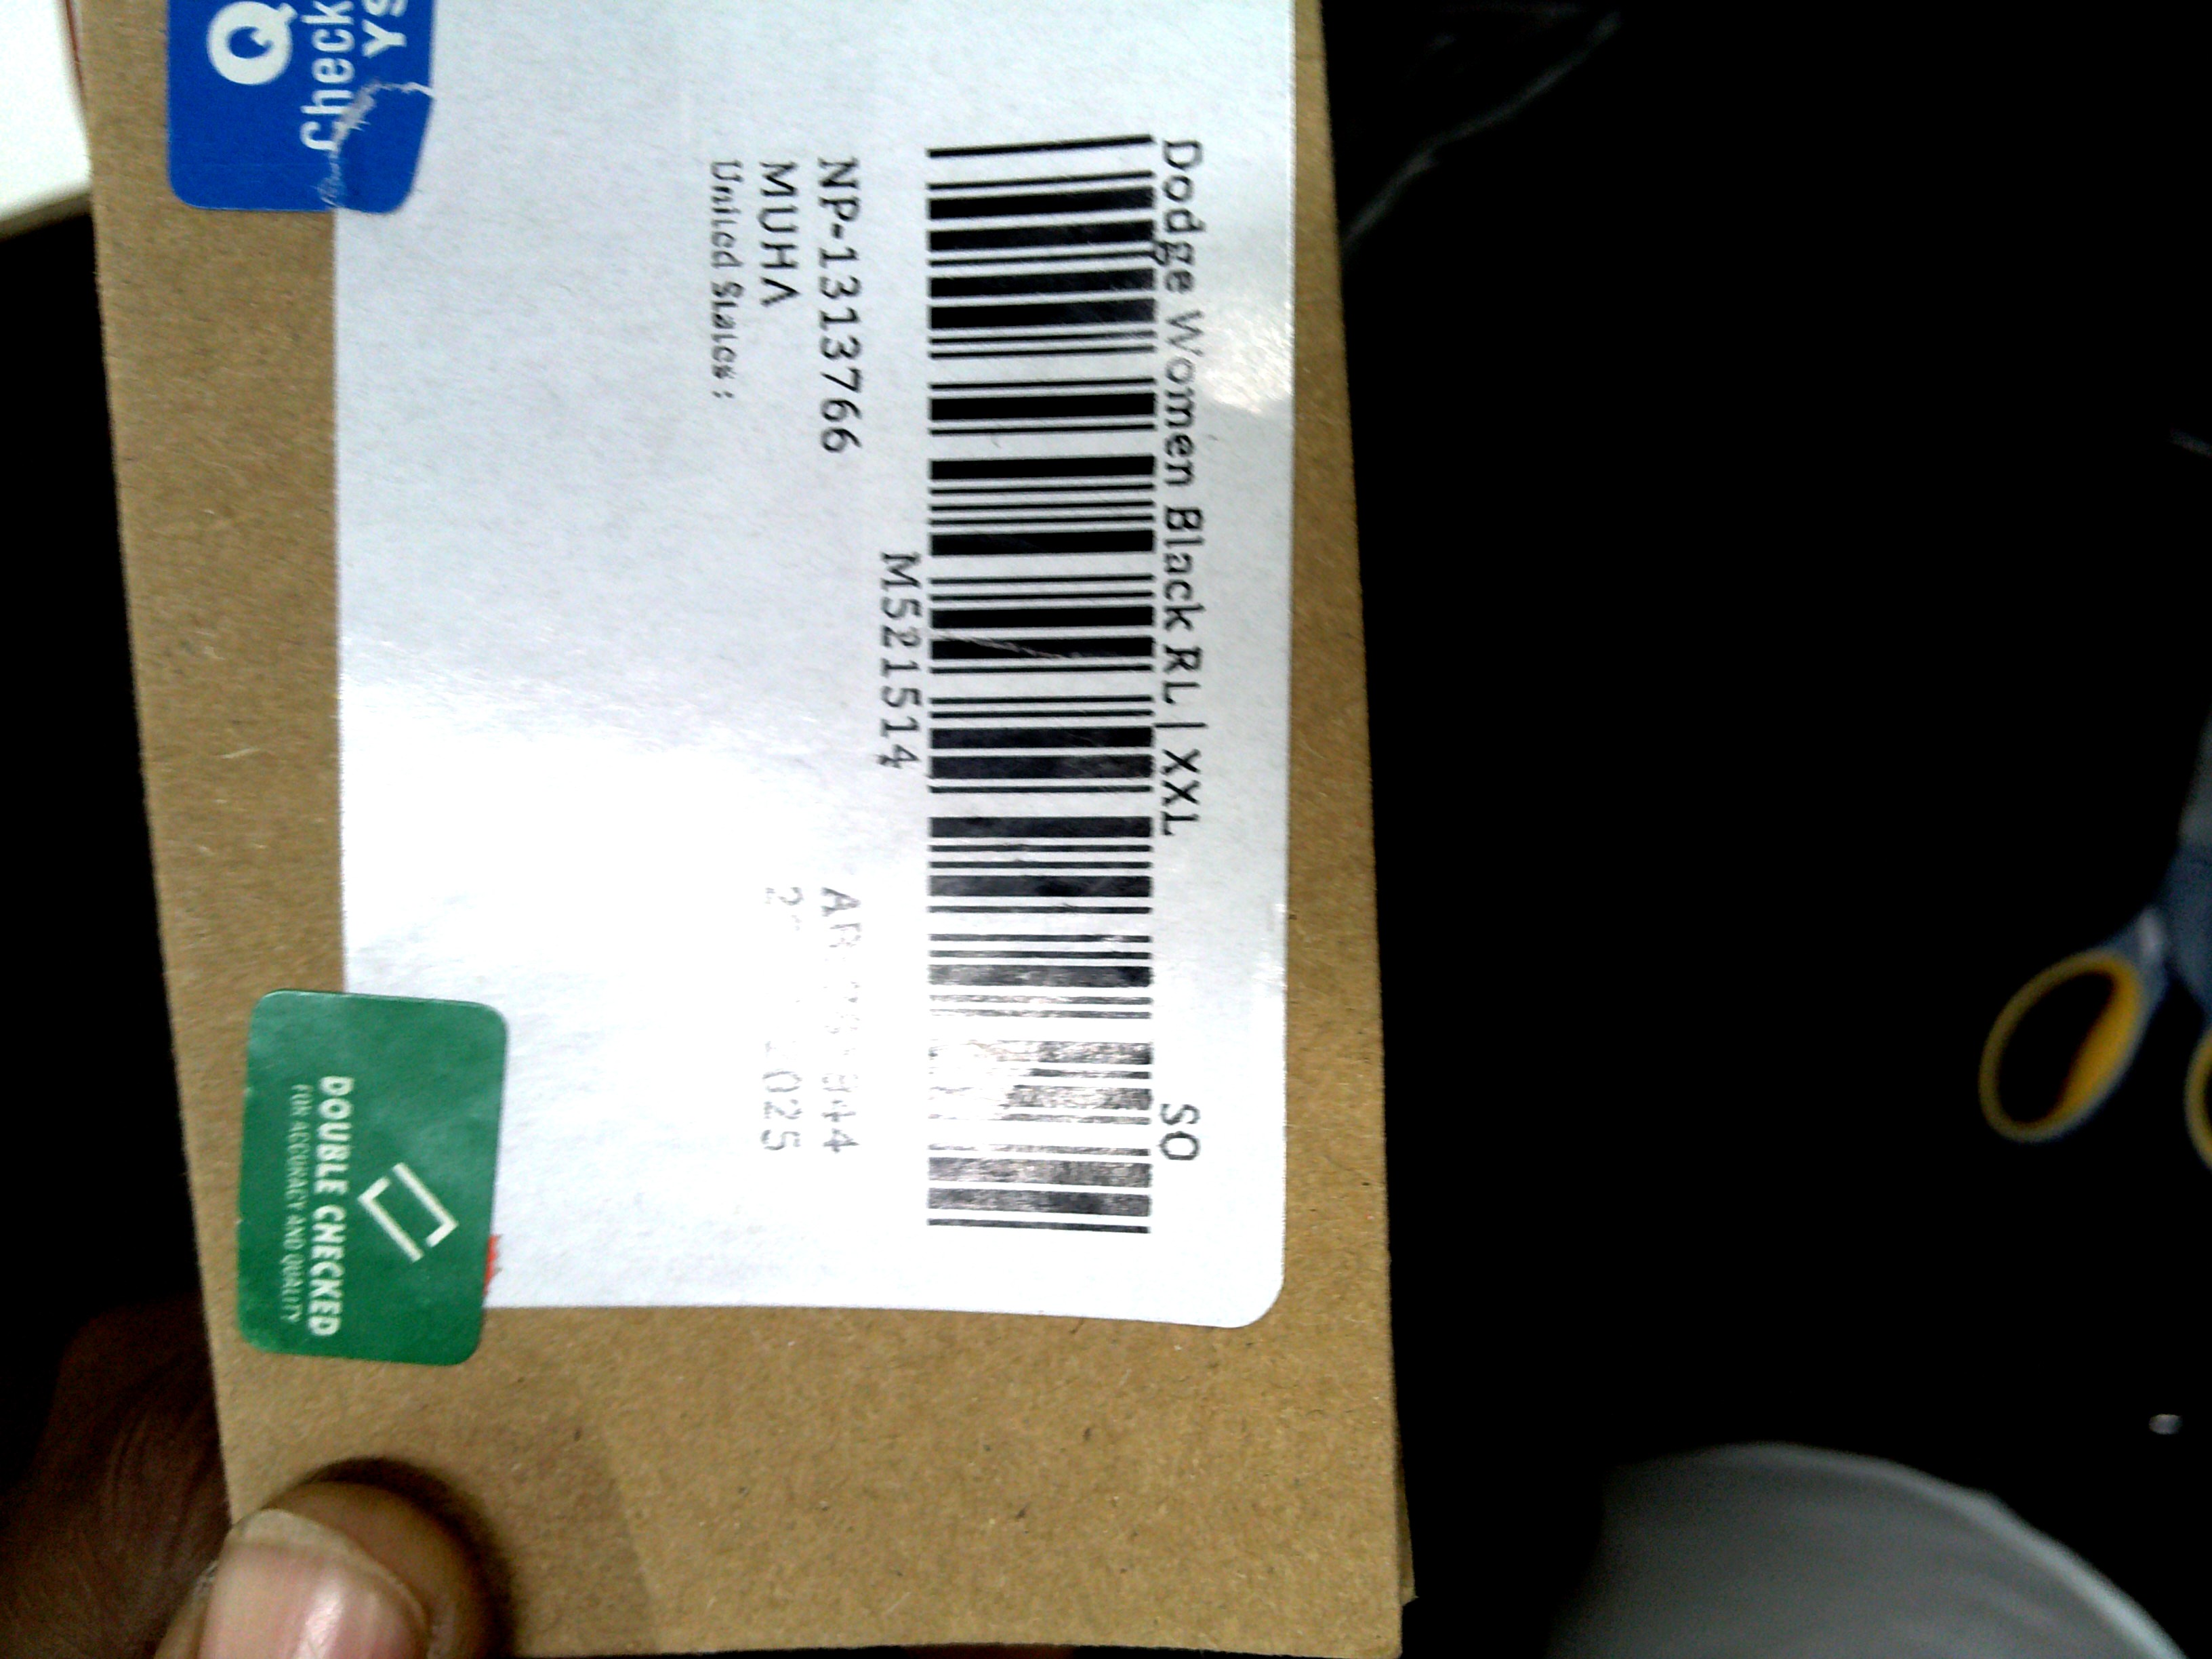 Dodge Women Black RL | XXL
SO
M521514
NP-1313766
MUHA
United States :
2025
Check
DOUBLE CHECKED
FOR ACCURACY AND QUALITY